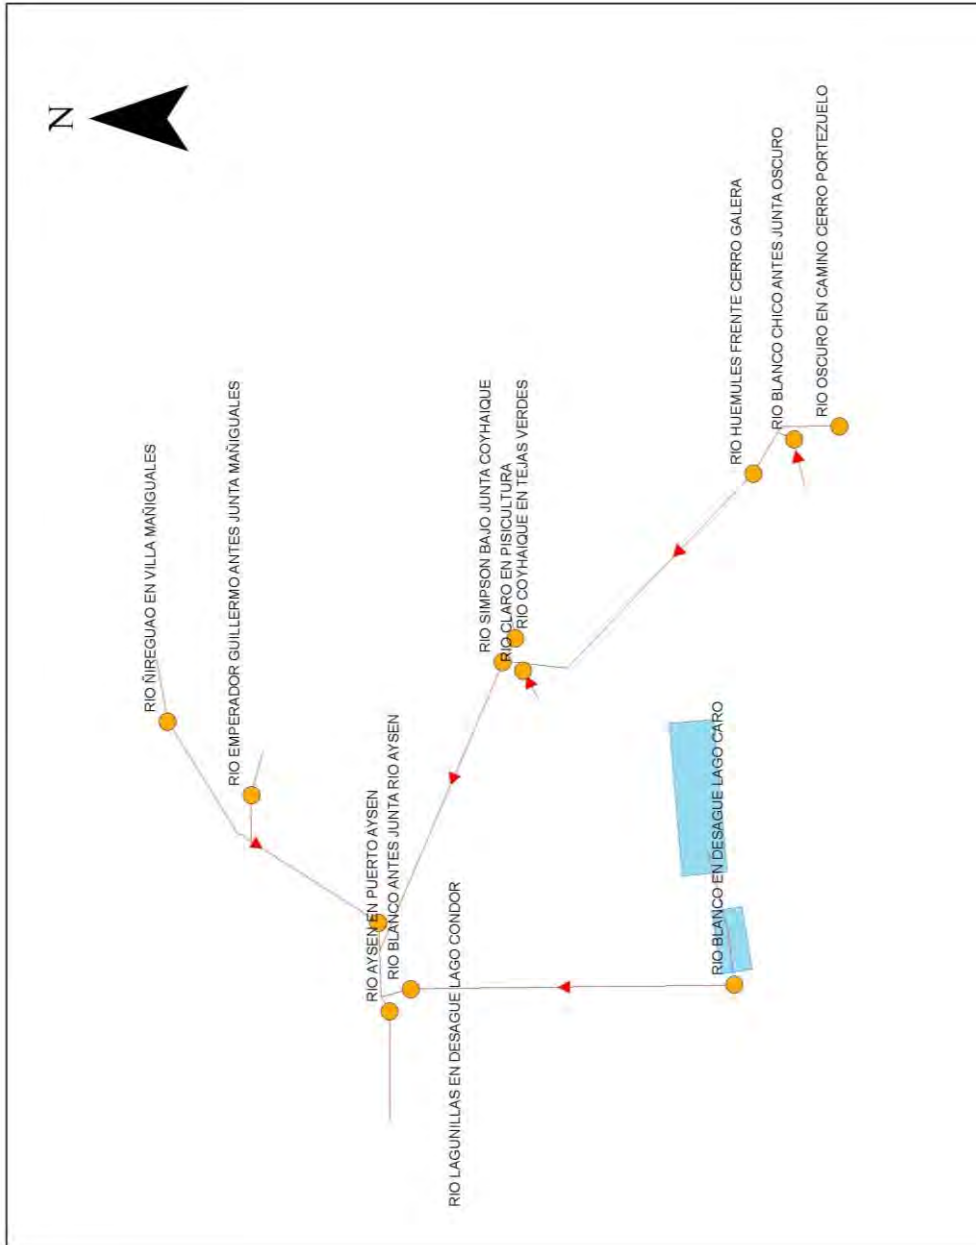 N
RIO ÑIREGUAO EN VILLA MAÑIGUALES
RIO EMPERADOR GUILLERMO ANTES JUNTA MAÑIGUALES
RIO AYSEN EN PUERTO AYSEN
RIO BLANCO ANTES JUNTA RIO AYSEN
RIO LAGUNILLAS EN DESAGUE LAGO CONDOR
RIO SIMPSON BAJO JUNTA COYHAIQUE
RIO CLARO EN PISICULTURA
RIO COYHAIQUE EN TEJAS VERDES
RIO BLANCO EN DESAGUE LAGO CARO
RIO HUEMULES FRENTE CERRO GALERA
RIO BLANCO CHICO ANTES JUNTA OSCURO
RIO OSCURO EN CAMINO CERRO PORTEZUELO